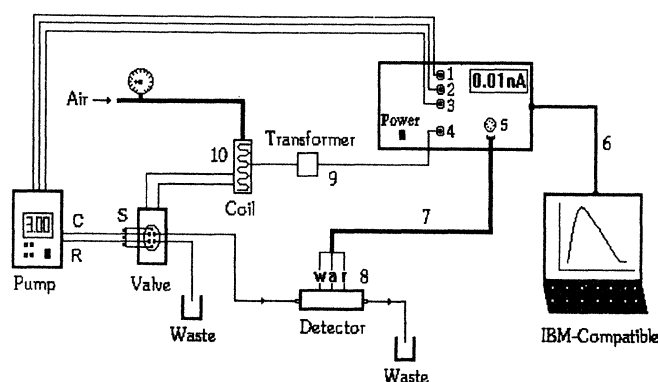 1
0.01nA
2
Air
3
Power
4
5
Transformer
10
9
6
Coil
7
3.00
C
S
R
w a r
8
Pump
Valve
Waste
Detector
IBM-Compatible
Waste